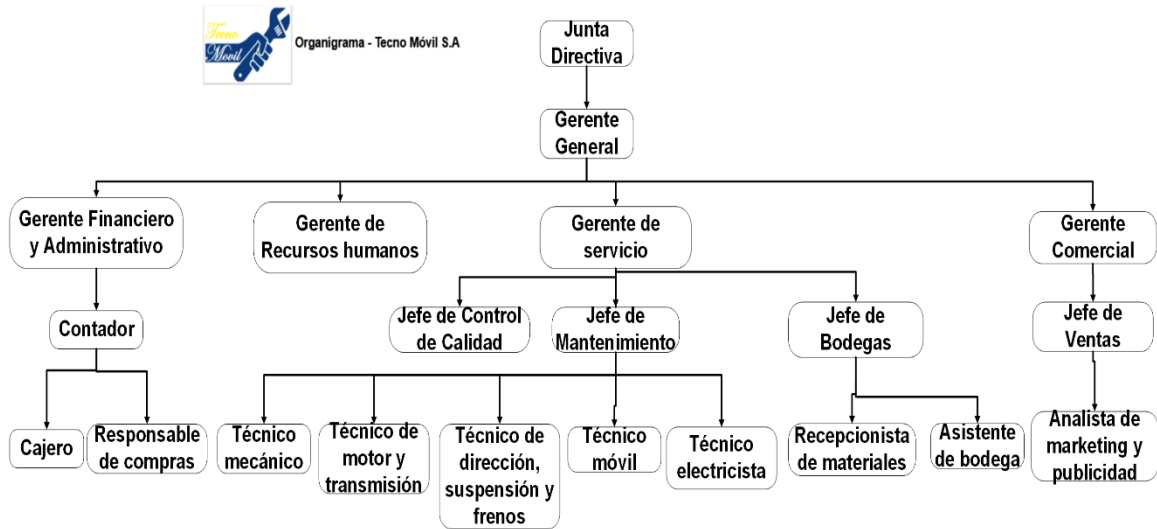 Tecno
Movil
Organigrama - Tecno Móvil S.A
Junta
Directiva
Gerente
General
Gerente Financiero
y Administrativo
Gerente de
Recursos humanos
Gerente de
servicio
Gerente
Comercial
Contador
Jefe de Control
de Calidad
Jefe de
Mantenimiento
Jefe de
Bodegas
Jefe de
Ventas
Cajero
Responsable
de compras
Técnico
mecánico
Técnico de
motor y
transmisión
Técnico de
dirección,
suspensión y
frenos
Técnico
móvil
Técnico
electricista
Recepcionista
de materiales
Asistente
de bodega
Analista de
marketing y
publicidad